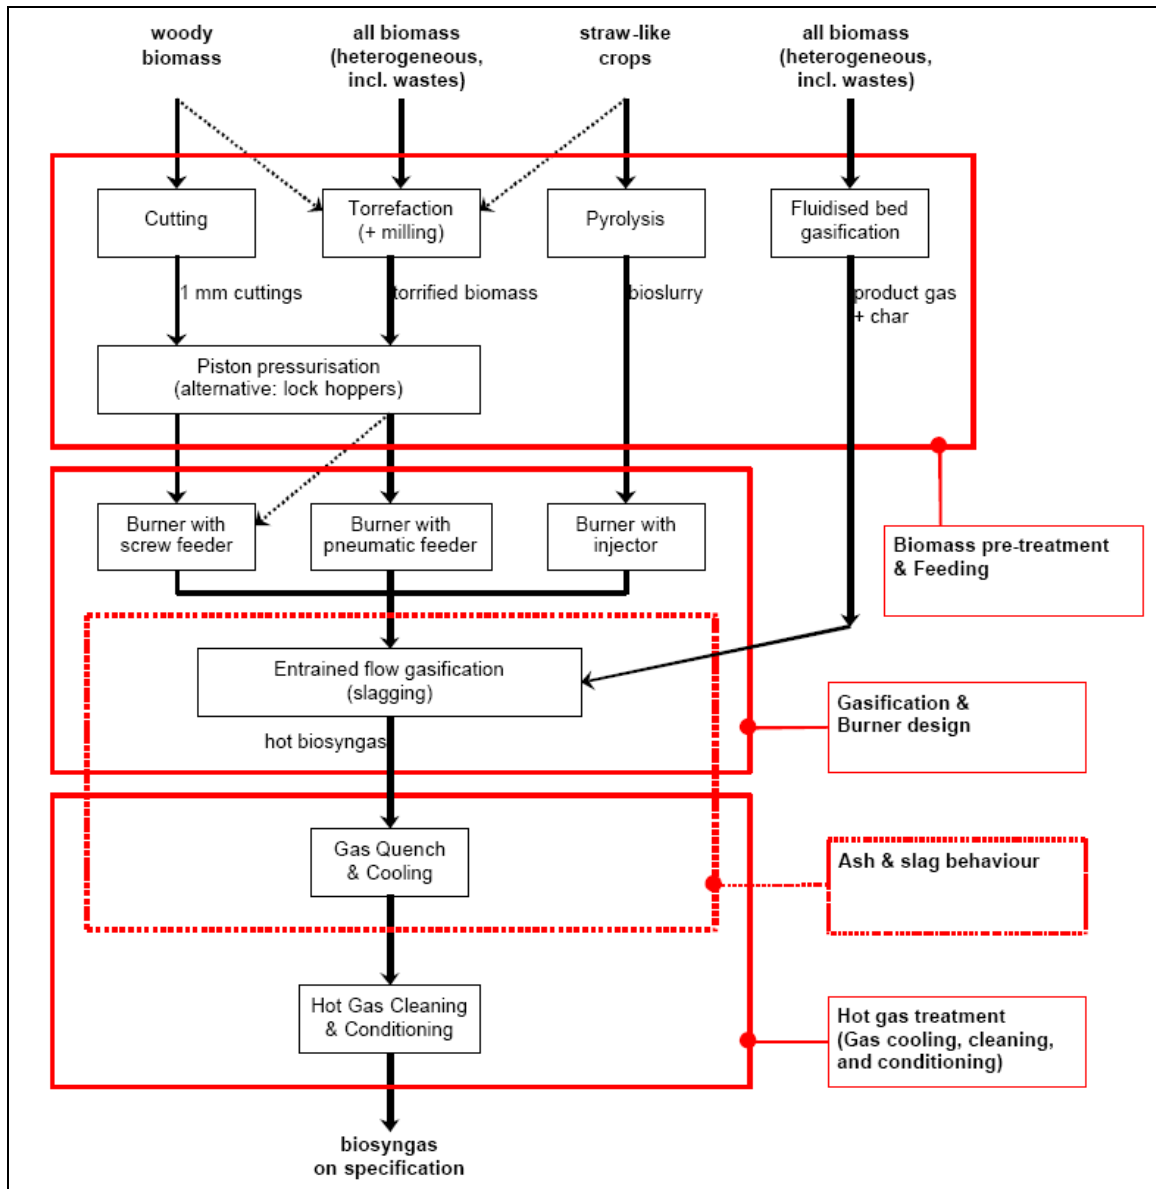 woody
biomass
all biomass
(heterogeneous,
incl. wastes)
straw-like
crops
all biomass
(heterogeneous,
incl. wastes)
Cutting
Torrefaction
(+ milling)
Pyrolysis
Fluidised bed
gasification
1 mm cuttings
torrified biomass
bioslurry
product gas
+ char
Piston pressurisation
(alternative: lock hoppers)
Burner with
screw feeder
Burner with
pneumatic feeder
Burner with
injector
Biomass pre-treatment
& Feeding
Entrained flow gasification
(slagging)
hot biosyngas
Gasification &
Burner design
Gas Quench
& Cooling
Ash & slag behaviour
Hot Gas Cleaning
& Conditioning
Hot gas treatment
(Gas cooling, cleaning,
and conditioning)
biosyngas
on specification